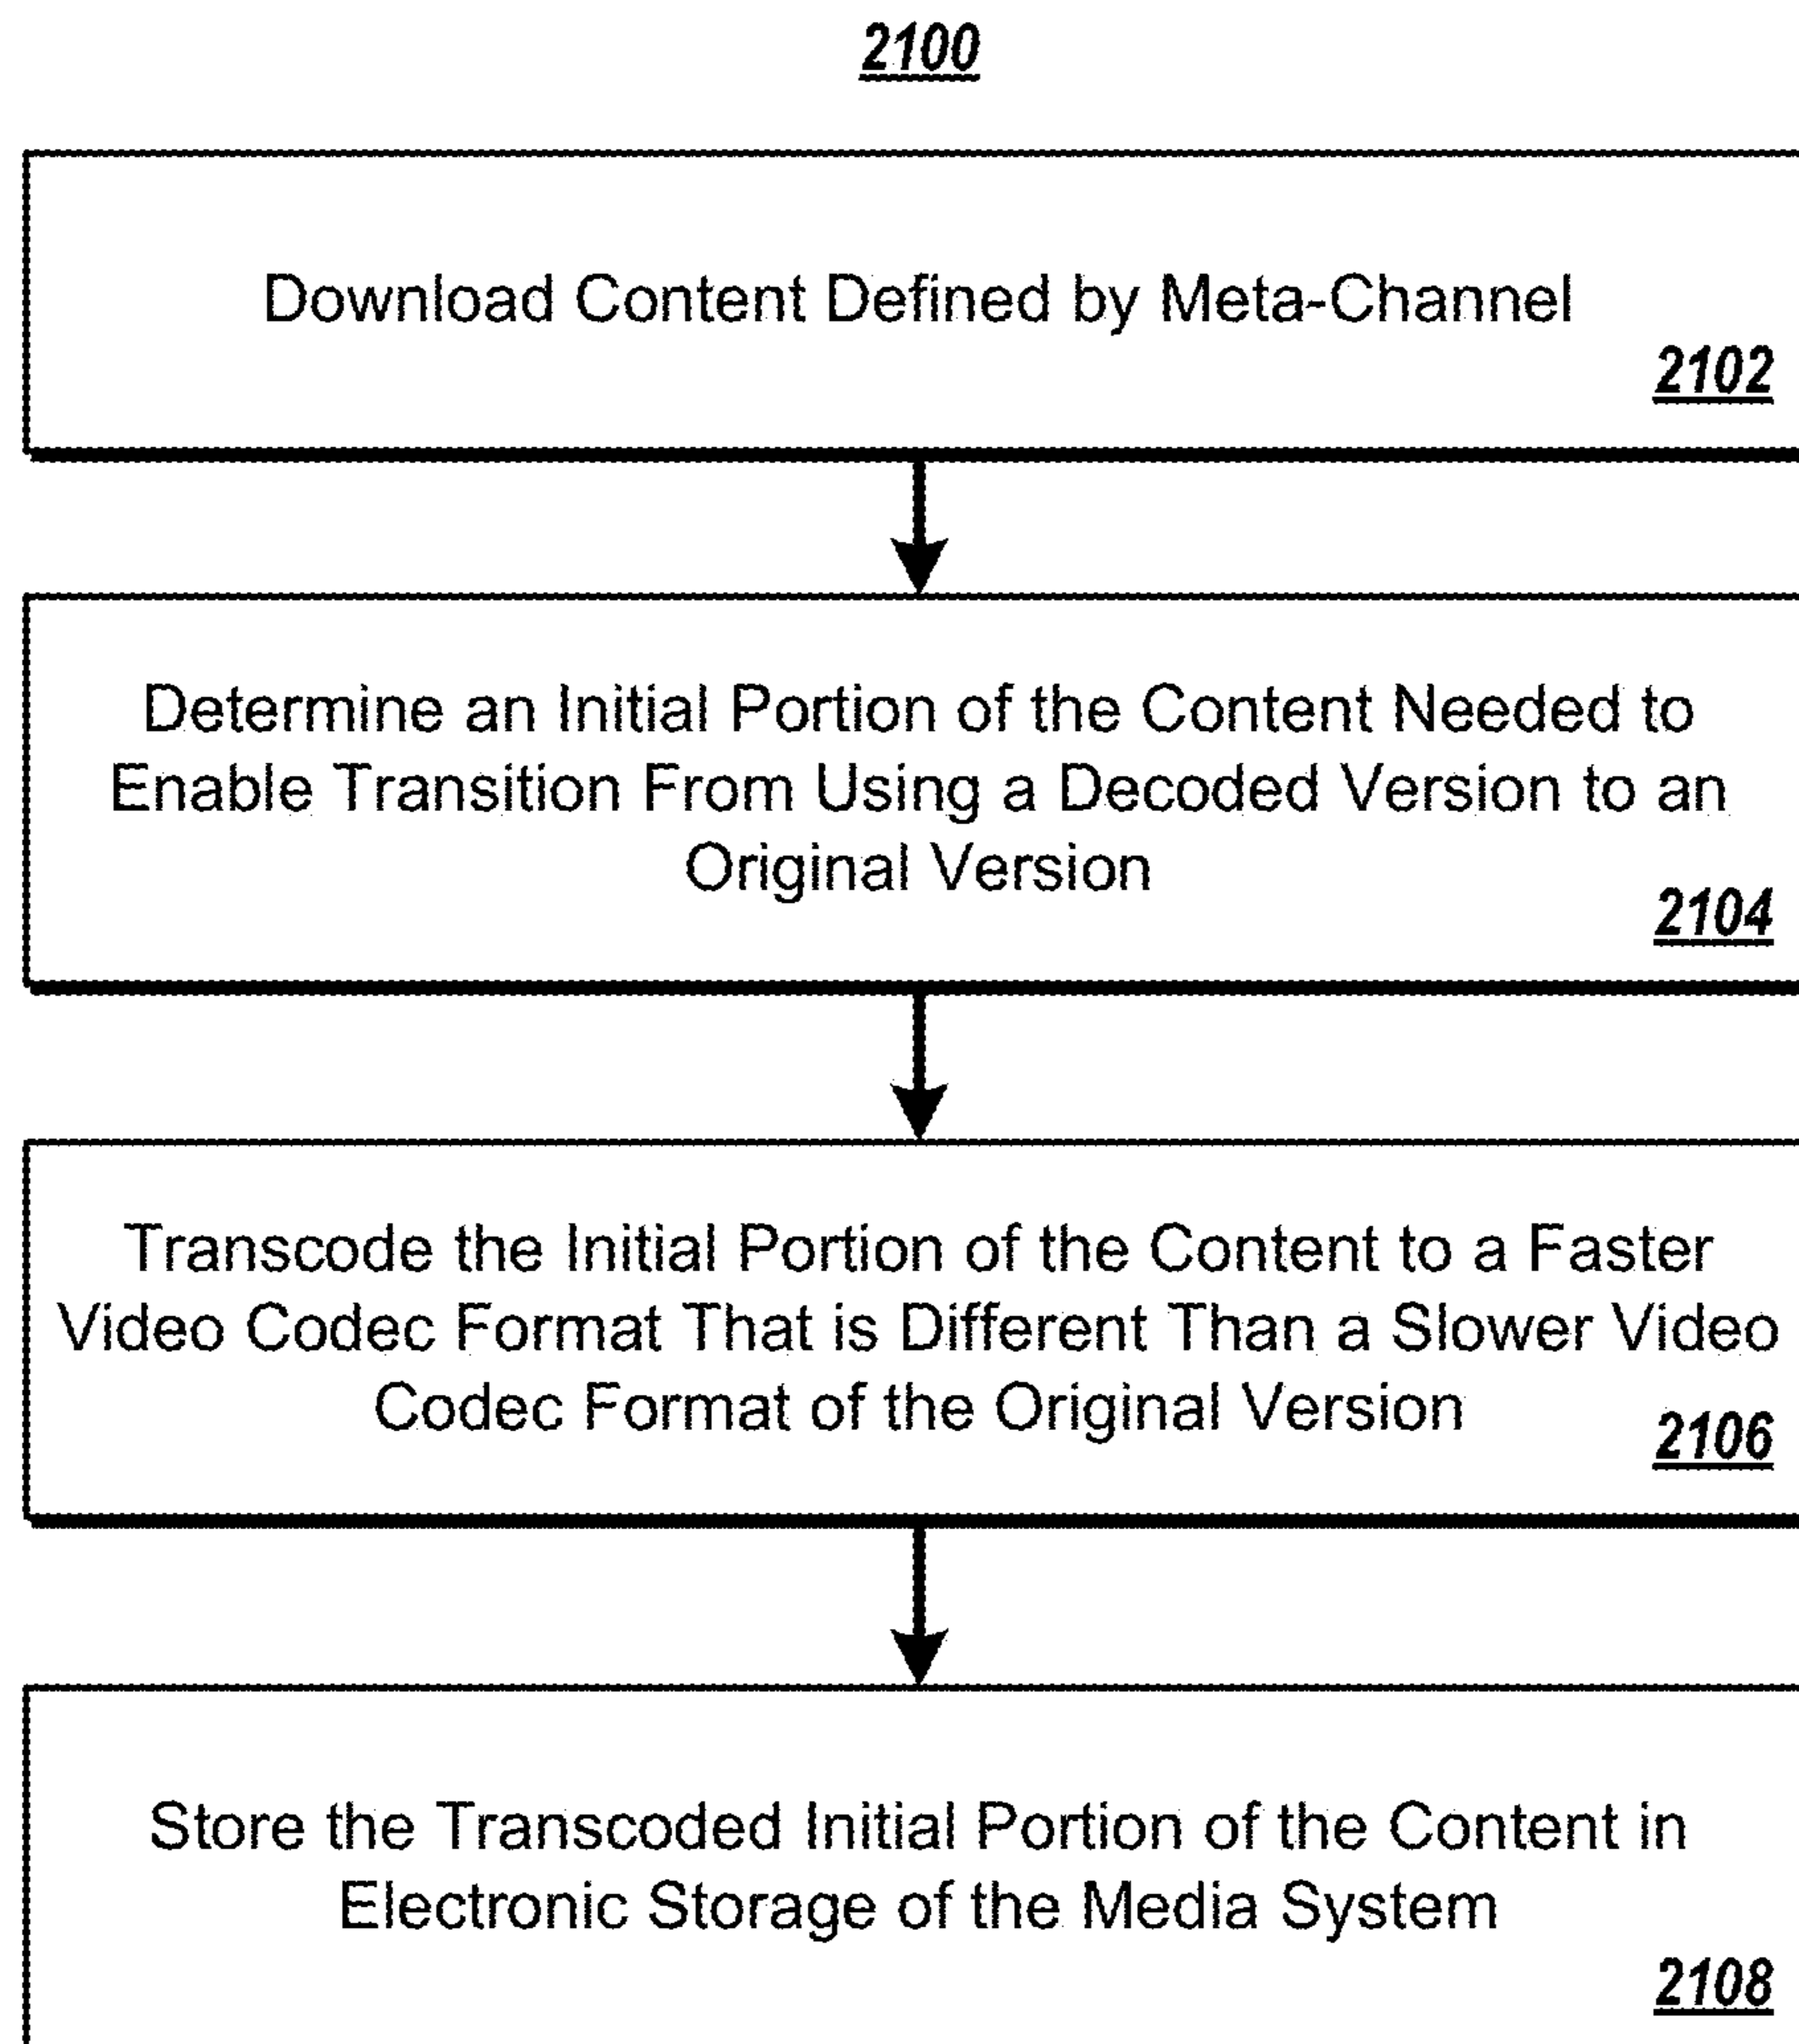 2100
Download Content Defined by Meta-Channel
2102
Determine an Initial Portion of the Content Needed to
Enable Transition From Using a Decoded Version to an
Original Version
2104
Transcode the Initial Portion of the Content to a Faster
Video Codec Format That is Different Than a Slower Video
Codec Format of the Original Version
2106
Store the Transcoded Initial Portion of the Content in
Electronic Storage of the Media System
2108